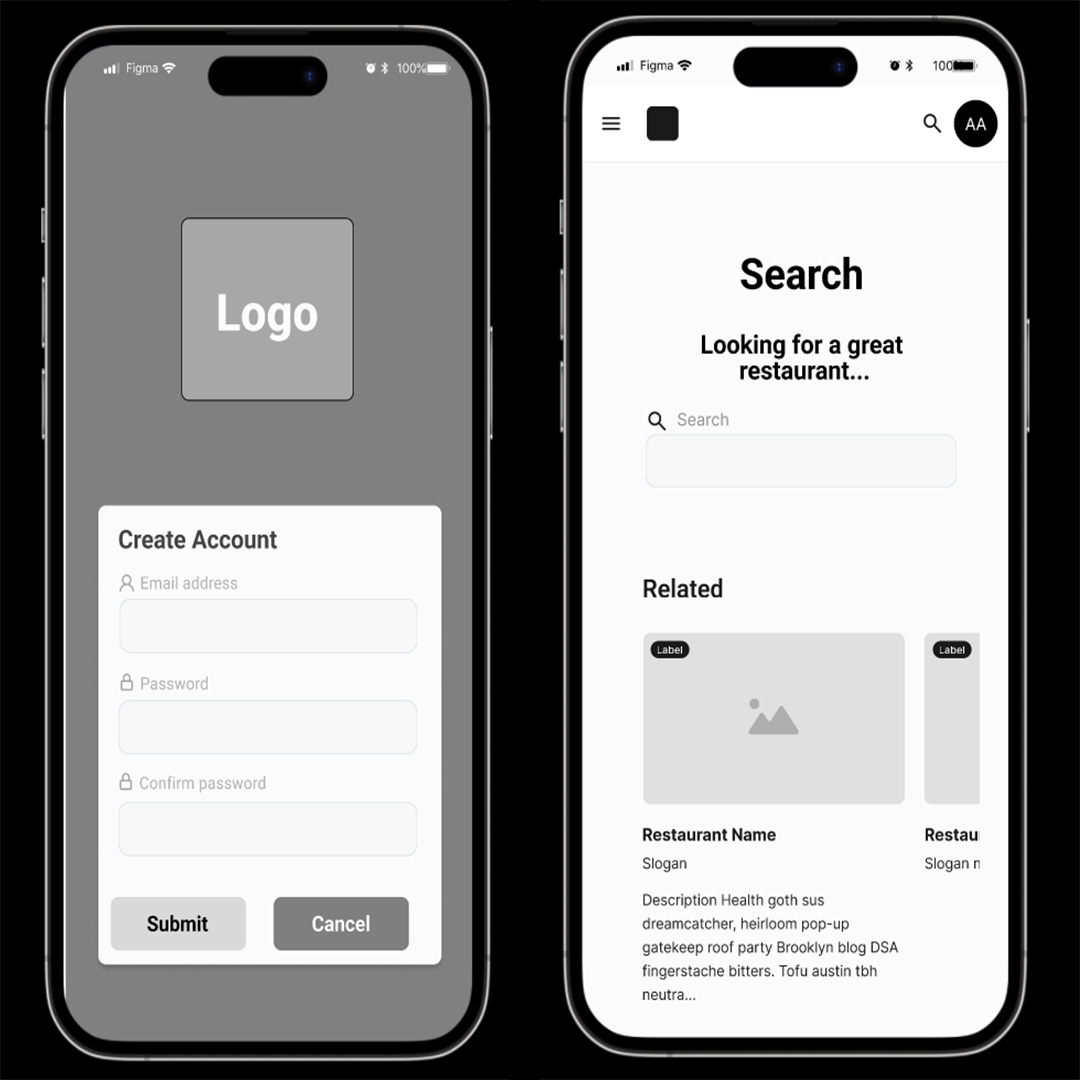 Figma 100%
Logo
Create Account
Email address
Password
Confirm password
Submit Cancel
Figma 100
AA
Search
Looking for a great
restaurant...
Search
Related
Label Label
Restaurant Name Restau
Slogan Slogan n
Description Health goth sus
dreamcatcher, heirloom pop-up
gatekeep roof party Brooklyn blog DSA
fingerstache bitters. Tofu austin tbh
neutra...